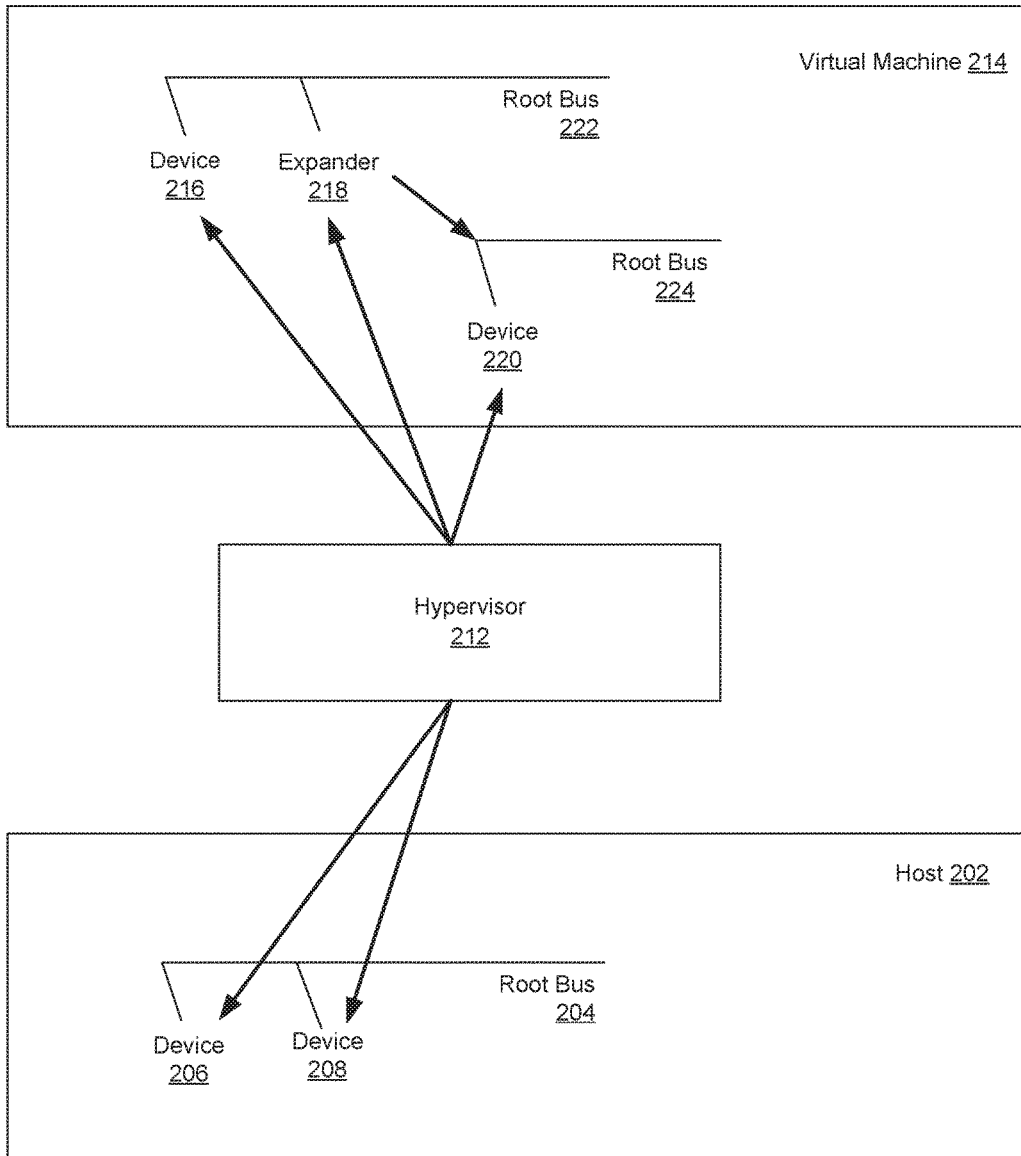 Virtual Machine 214
Root Bus
222
Device
216
Expander
218
Root Bus
224
Device
220
Hypervisor
212
Host 202
Root Bus
204
Device
206
Device
208